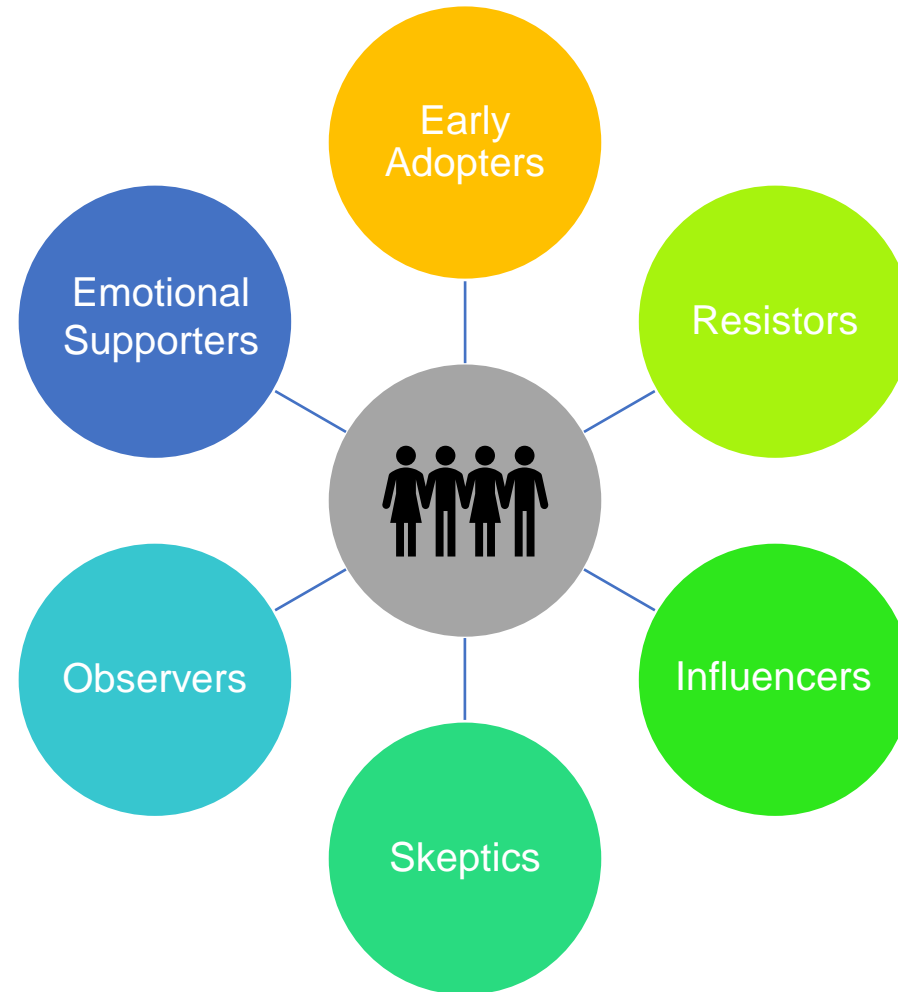 Early
Adopters
Emotional
Supporters
Resistors
Observers
Influencers
Skeptics